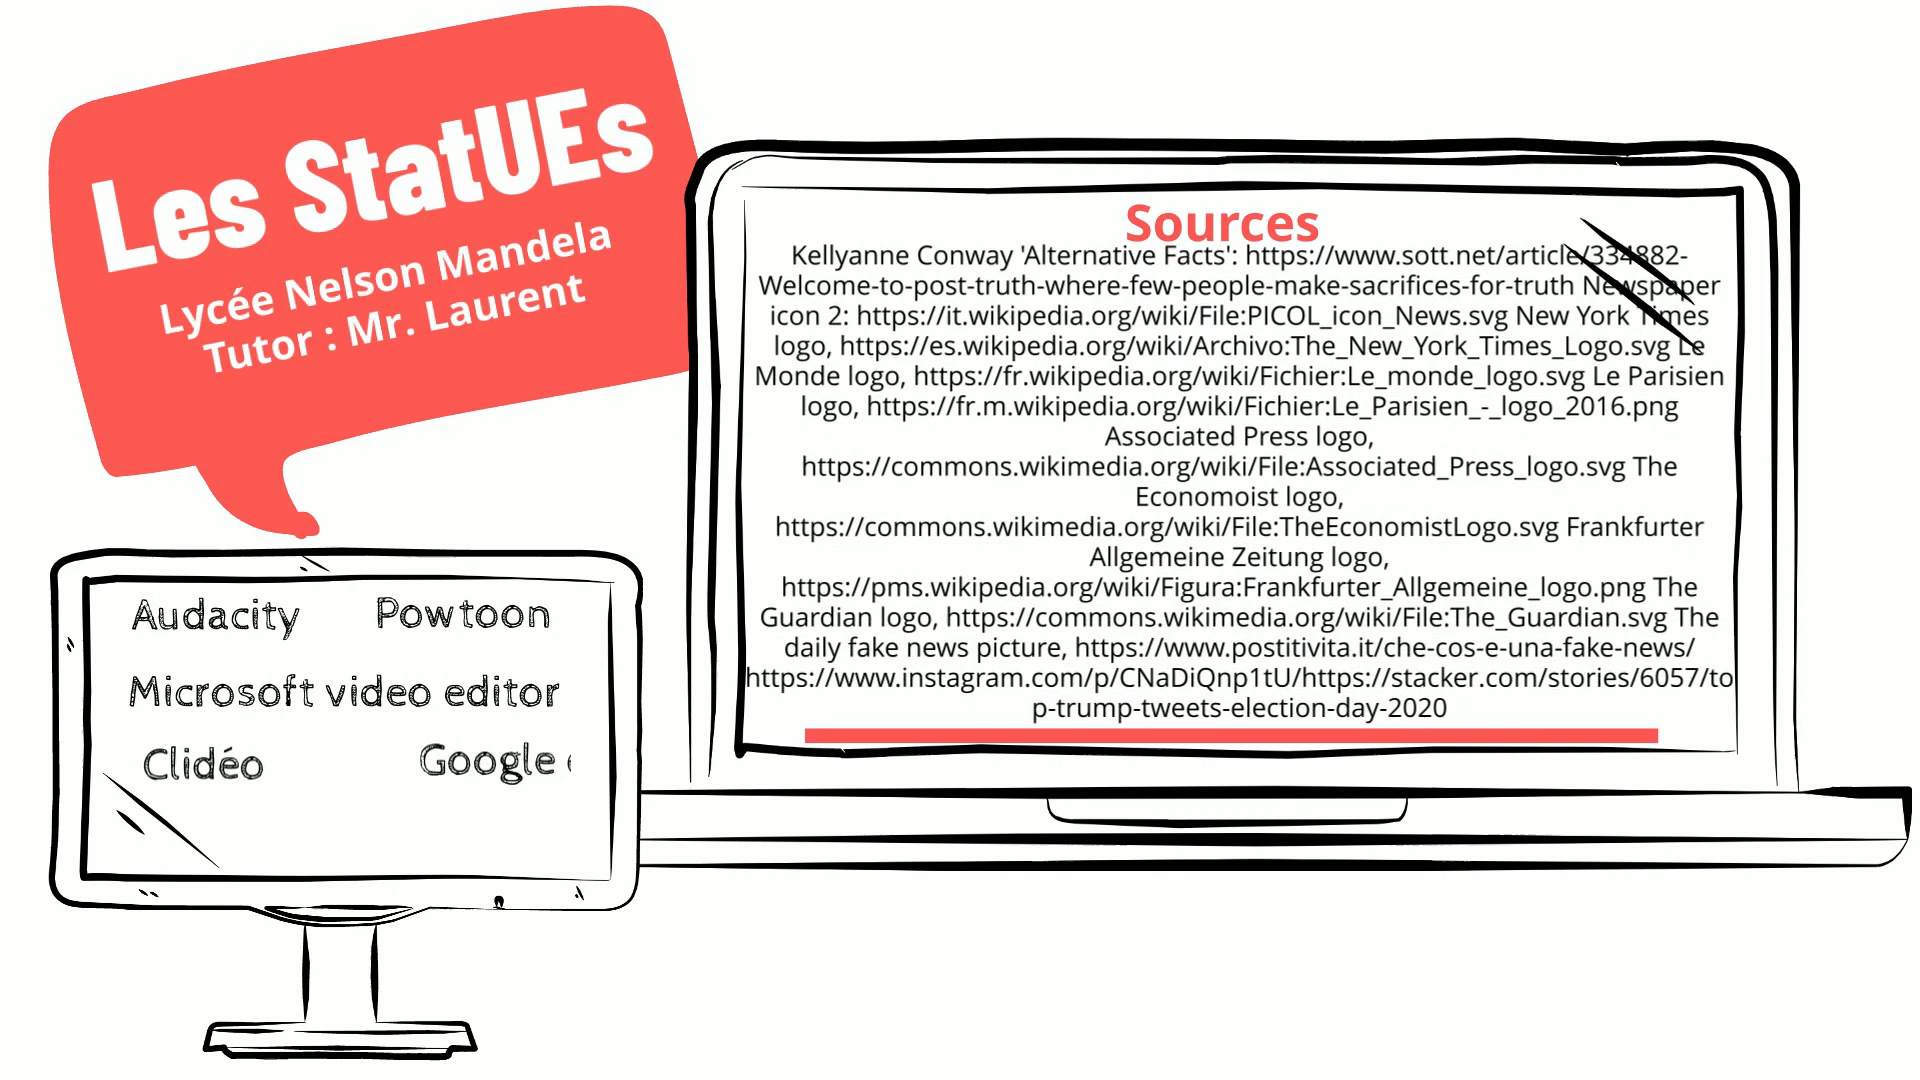 Les StatUEs
Lycée Nelson Mandela
Tutor : Mr. Laurent
Sources
Kellyanne Conway 'Alternative Facts': https://www.sott.net/article/334882-
Welcome-to-post-truth-where-few-people-make-sacrifices-for-truth Newspaper
icon 2: https://it.wikipedia.org/wiki/File:PICOL_icon_News.svg New York Times
logo, https://es.wikipedia.org/wiki/Archivo:The_New_York_Times_Logo.svg Le
Monde logo, https://fr.wikipedia.org/wiki/Fichier:Le_monde_logo.svg Le Parisien
logo, https://fr.m.wikipedia.org/wiki/Fichier:Le_Parisien_-_logo_2016.png
Associated Press logo,
https://commons.wikimedia.org/wiki/File:Associated_Press_logo.svg The
Economoist logo,
https://commons.wikimedia.org/wiki/File:TheEconomistLogo.svg Frankfurter
Allgemeine Zeitung logo,
https://pms.wikipedia.org/wiki/Figura:Frankfurter_Allgemeine_logo.png The
Guardian logo, https://commons.wikimedia.org/wiki/File:The_Guardian.svg The
daily fake news picture, https://www.postitivita.it/che-cos-e-una-fake-news/
https://www.instagram.com/p/CNaDiQnp1tU/https://stacker.com/stories/6057/to
p-trump-tweets-election-day-2020
Audacity Powtoon
Microsoft video editor
Clidéo Google